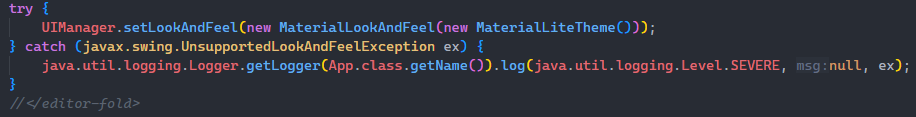 try {
UIManager.setLookAndFeel(new MaterialLookAndFeel(new MaterialLiteTheme()));
} catch (javax.swing.UnsupportedLookAndFeelException ex) {
java.util.logging.Logger.getLogger(App.class.getName()).log(java.util.logging.Level.SEVERE, msg:null, ex);
}
//</editor-fold>